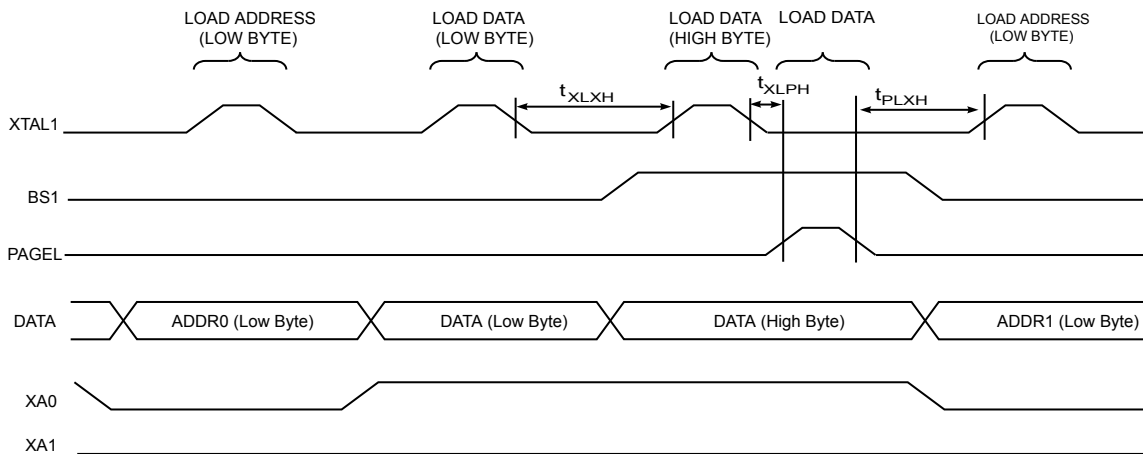 LOAD ADDRESS
(LOW BYTE)
LOAD DATA
(LOW BYTE)
LOAD DATA
(HIGH BYTE)
LOAD DATA
LOAD ADDRESS
(LOW BYTE)
tXLXH
tXLPH
tPLXH
XTAL1
BS1
PAGEL
DATA
ADDR0 (Low Byte)
DATA (Low Byte)
DATA (High Byte)
ADDR1 (Low Byte)
XA0
XA1